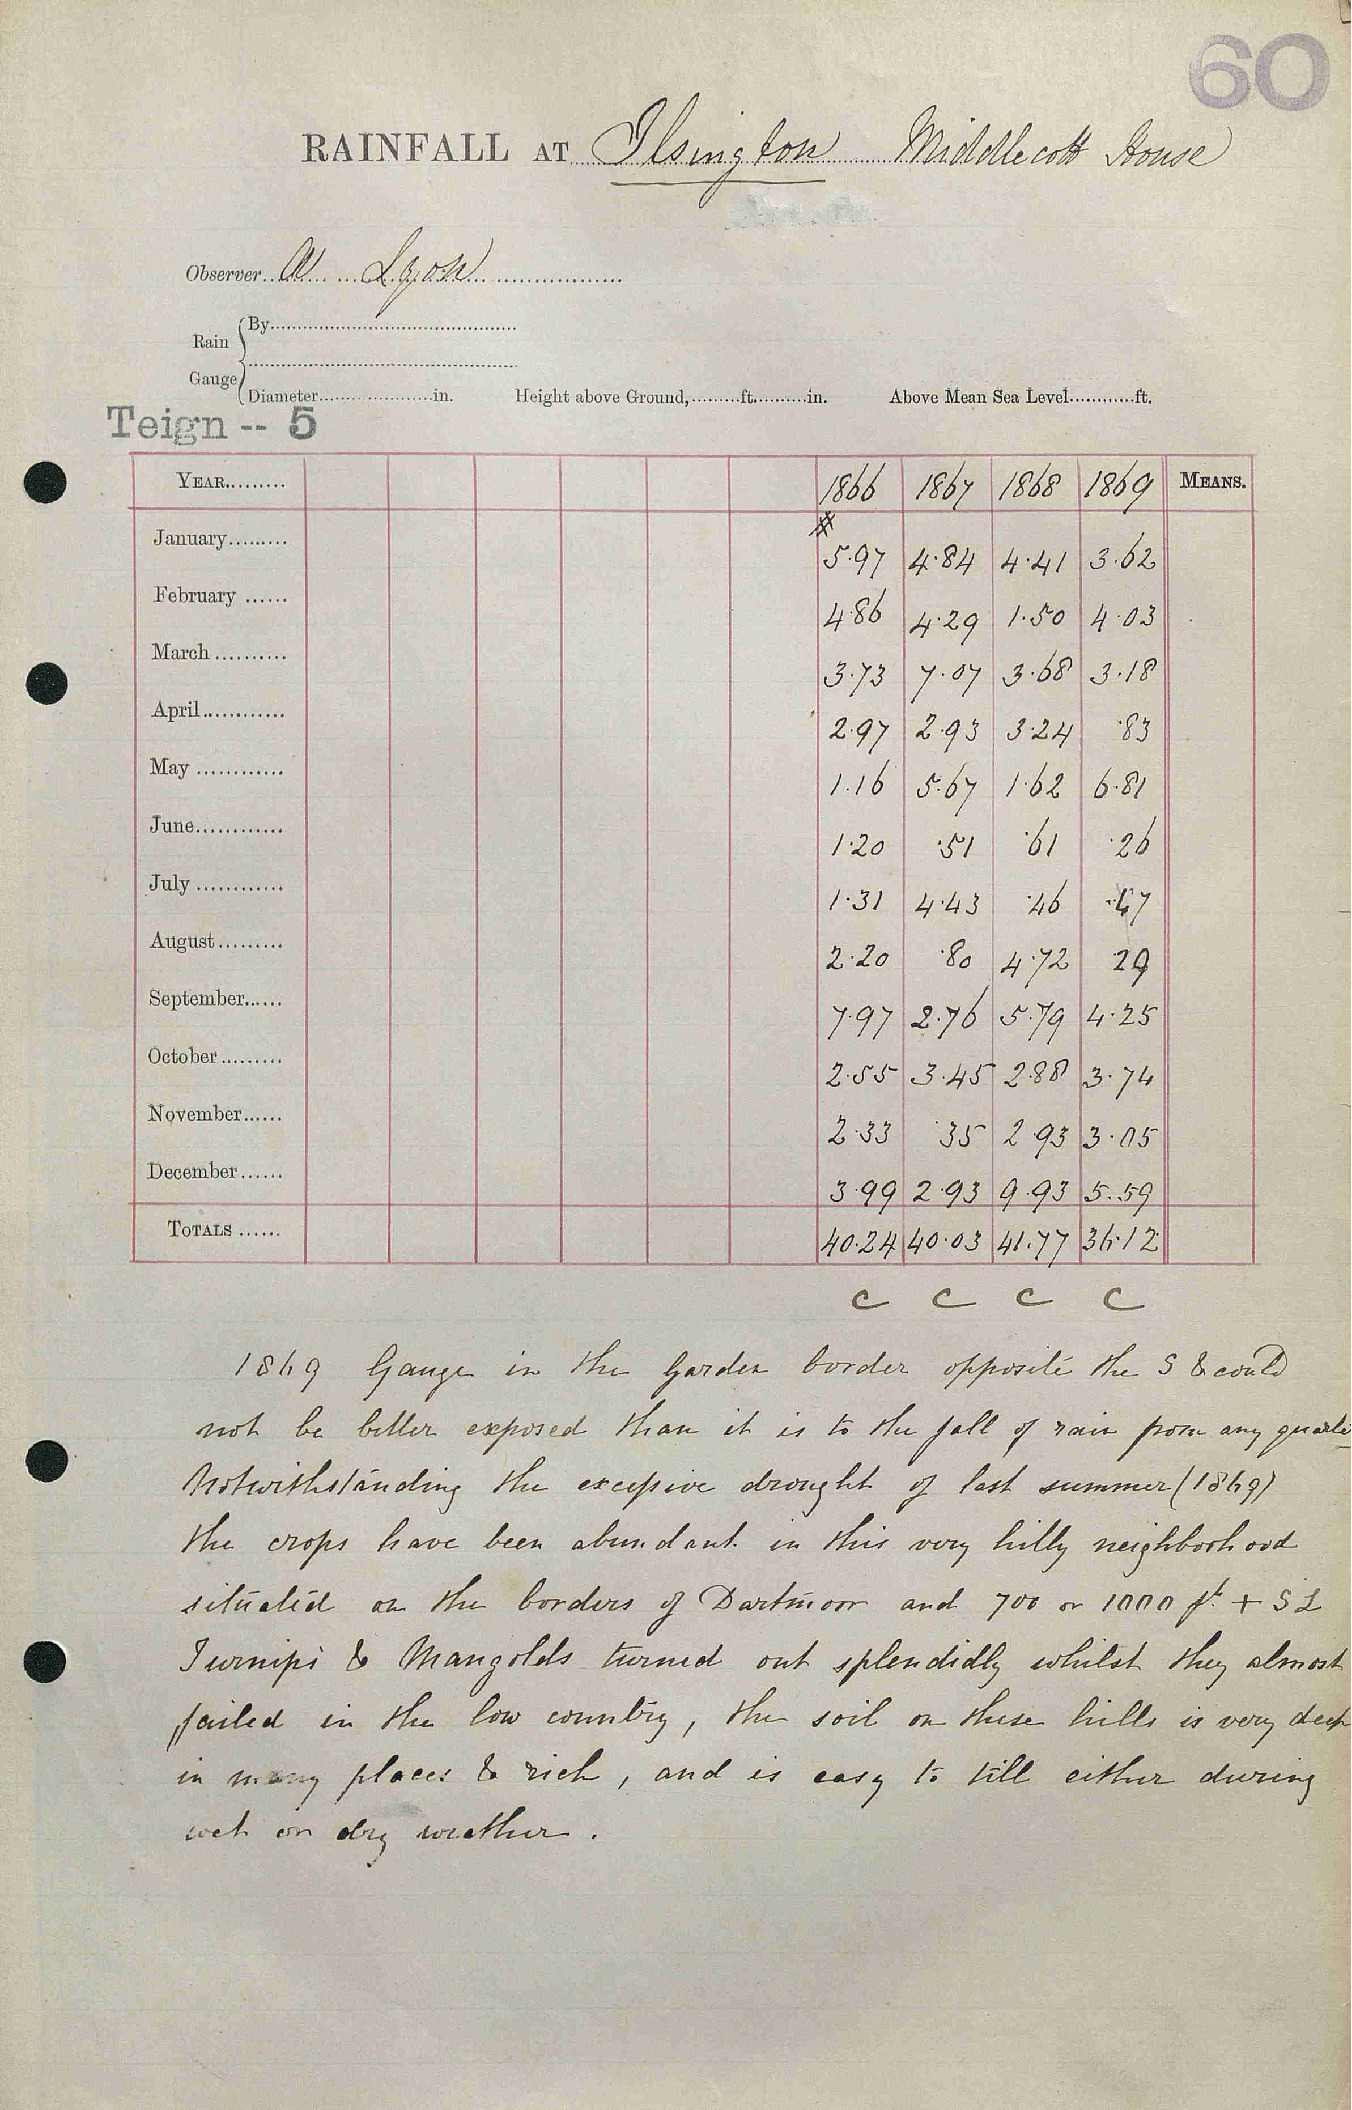 60
RAINFALL AT Ilsington Middlecott House
Observer W Lyon
Rain Gauge
By
Diameter in. Height above Ground, ft. in. Above Mean Sea Level ft.
Teign -- 5
YEAR 1866 1867 1868 1869 MEANS.
#
January 5.97 4.84 4.41 3.62
February 4.86 4.29 1.50 4.03
March 3.73 7.07 3.68 3.18
April 2.97 2.93 3.24 .83
May 1.16 5.67 1.62 6.81
June 1.20 .51 .61 .26
July 1.31 4.43 .46 .47
August 2.20 .80 4.72 29
September 7.97 2.76 5.79 4.25
October 2.55 3.45 2.88 3.74
November 2.33 .35 2.93 3.05
December 3.99 2.93 9.93 5.59
TOTALS 40.24 40.03 41.77 36.12
C C C C
1869 Gauge in the garden border opposite the S & could
not be better exposed than it is to the fall of rain from any quarter
Notwithstanding the excessive drought of last summer (1869)
the crops have been abundant in this very hilly neighborhood
situated on the borders of Dartmoor and 700 or 1000 ft + S L
Turnips & Mangolds turned out splendidly whilst they almost
failed in the low country, the soil on these hills is very deep
in many places & rich, and is easy to till either during
wet or dry weather.